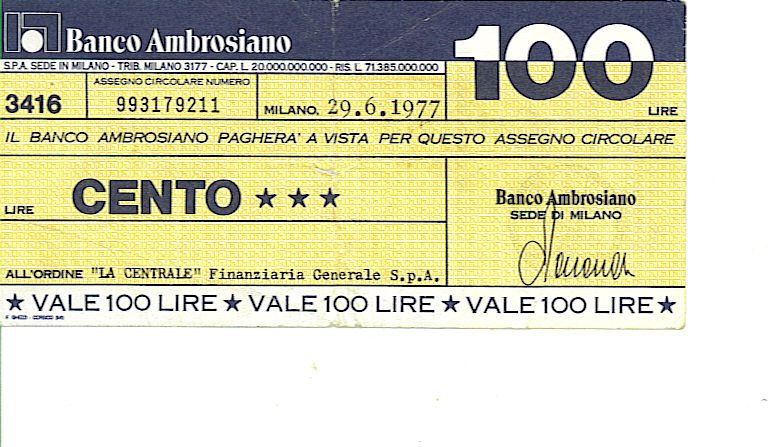 Banco Ambrosiano
100
S.P.A. SEDE IN MILANO - TRIB. MILANO 3177 - CAP. L. 20.000.000.000 - RIS. L. 71.385.000.000
3416
ASSEGNO CIRCOLARE NUMERO
993179211
MILANO, 29.6.1977
LIRE
IL BANCO AMBROSIANO PAGHERA' A VISTA PER QUESTO ASSEGNO CIRCOLARE
LIRE CENTO ★ ★ ★
Banco Ambrosiano
SEDE DI MILANO
ALL'ORDINE "LA CENTRALE" Finanziaria Generale S.p.A.
★ VALE 100 LIRE ★ VALE 100 LIRE ★ VALE 100 LIRE ★